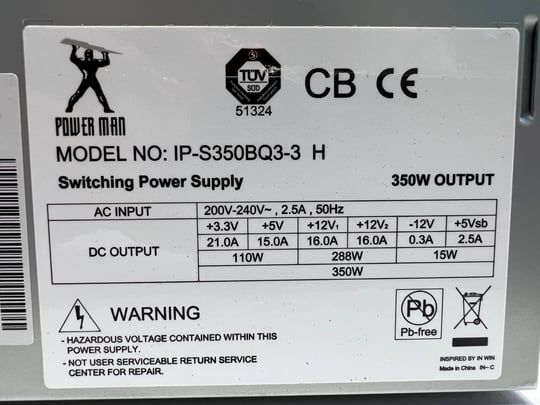 TÜV
SÜD
51324
CB CE
POWER MAN
MODEL NO: IP-S350BQ3-3 H
Switching Power Supply 350W OUTPUT
AC INPUT 200V-240V~ , 2.5A , 50Hz
DC OUTPUT +3.3V +5V +12V₁ +12V₂ -12V +5Vsb
21.0A 15.0A 16.0A 16.0A 0.3A 2.5A
110W 288W 15W
350W
WARNING
- HAZARDOUS VOLTAGE CONTAINED WITHIN THIS
POWER SUPPLY.
- NOT USER SERVICEABLE RETURN SERVICE
CENTER FOR REPAIR.
Pb
Pb-free
INSPIRED BY IN WIN
Made in China IN-C